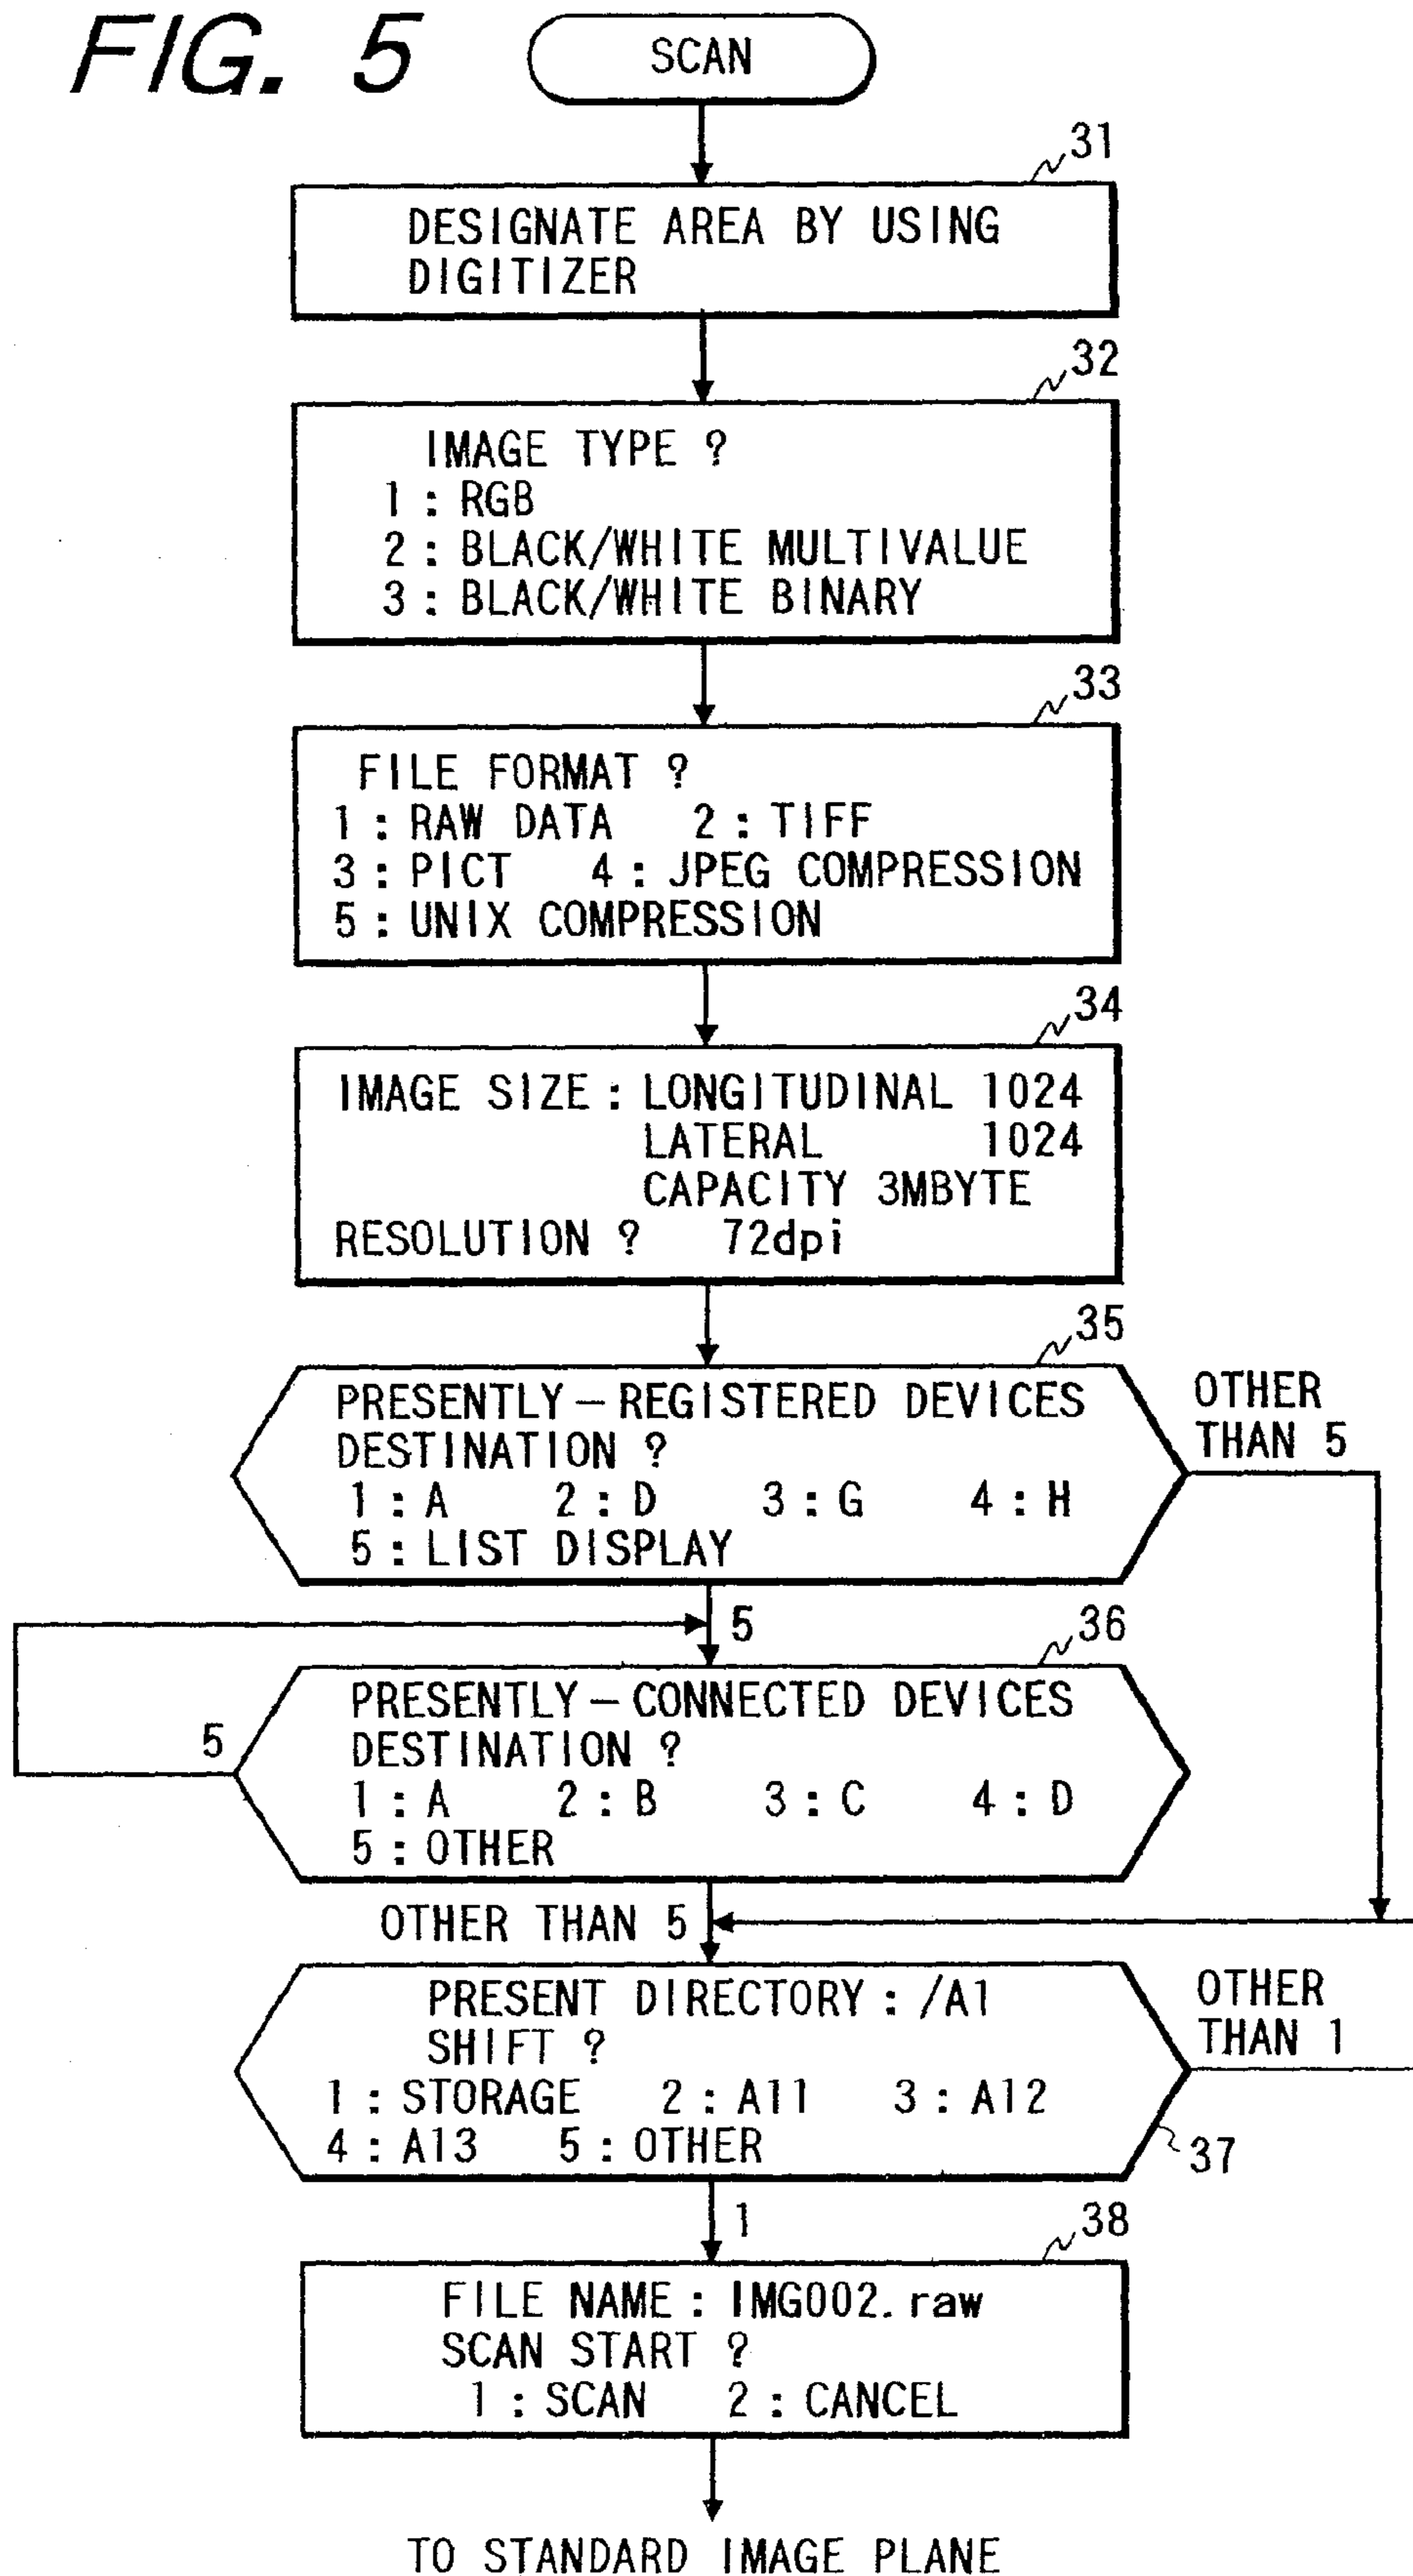 FIG. 5
SCAN
31
DESIGNATE AREA BY USING
DIGITIZER
32
IMAGE TYPE ?
1 : RGB
2 : BLACK/WHITE MULTIVALUE
3 : BLACK/WHITE BINARY
33
FILE FORMAT ?
1 : RAW DATA 2 : TIFF
3 : PICT 4 : JPEG COMPRESSION
5 : UNIX COMPRESSION
34
IMAGE SIZE : LONGITUDINAL 1024
LATERAL 1024
CAPACITY 3MBYTE
RESOLUTION ? 72dpi
35
PRESENTLY-REGISTERED DEVICES
DESTINATION ?
1 : A 2 : D 3 : G 4 : H
5 : LIST DISPLAY
OTHER
THAN 5
5
36
PRESENTLY-CONNECTED DEVICES
DESTINATION ?
1 : A 2 : B 3 : C 4 : D
5 : OTHER
5
OTHER THAN 5
PRESENT DIRECTORY : /A1
SHIFT ?
1 : STORAGE 2 : A11 3 : A12
4 : A13 5 : OTHER
OTHER
THAN 1
37
1
38
FILE NAME : IMG002.raw
SCAN START ?
1 : SCAN 2 : CANCEL
TO STANDARD IMAGE PLANE